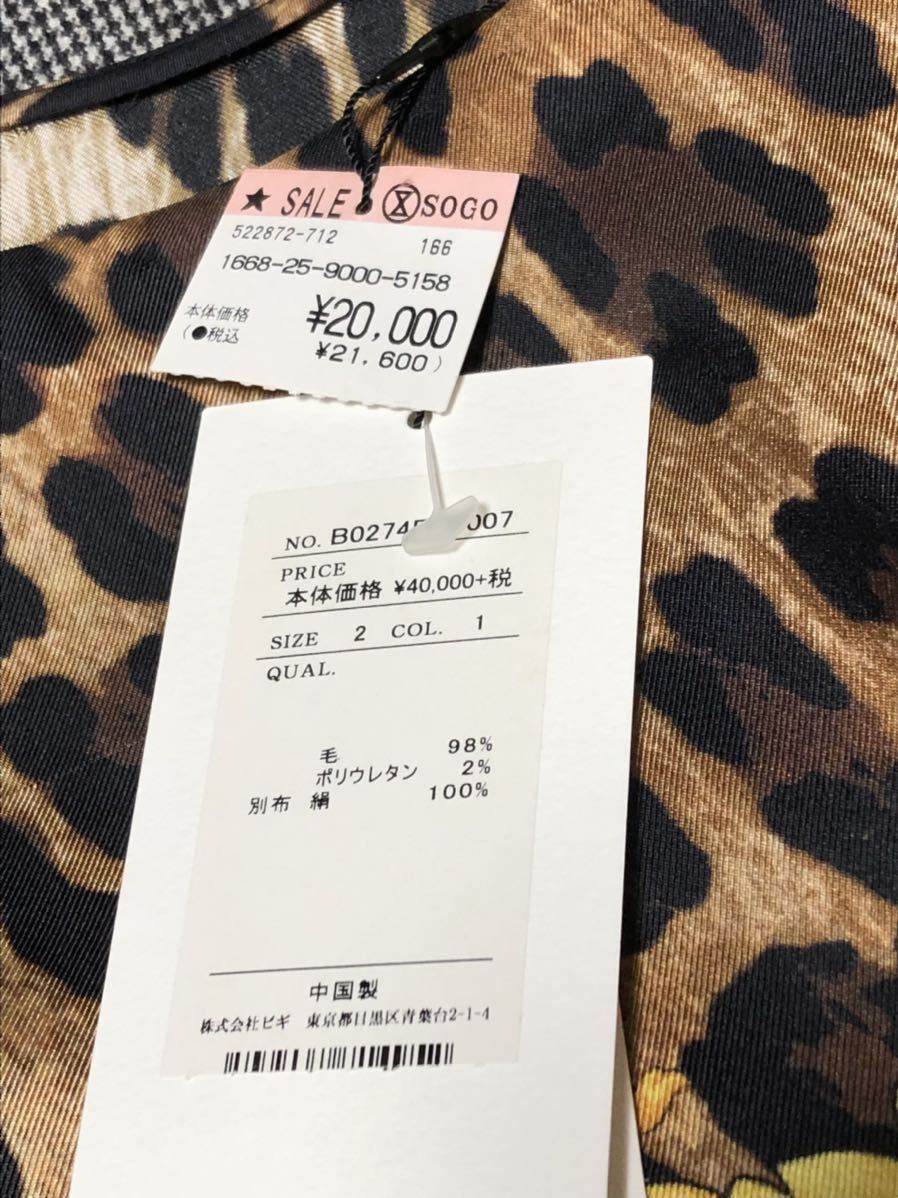 ★ SALE SOGO
522872-712 166
1668-25-9000-5158
本体価格 ¥20,000
(●税込 ¥21,600)
NO. B0274 007
PRICE
本体価格 ¥40,000+税
SIZE 2 COL. 1
QUAL.
毛 98%
ポリウレタン 2%
別布 絹 100%
中国製
株式会社ビギ 東京都目黒区青葉台2-1-4